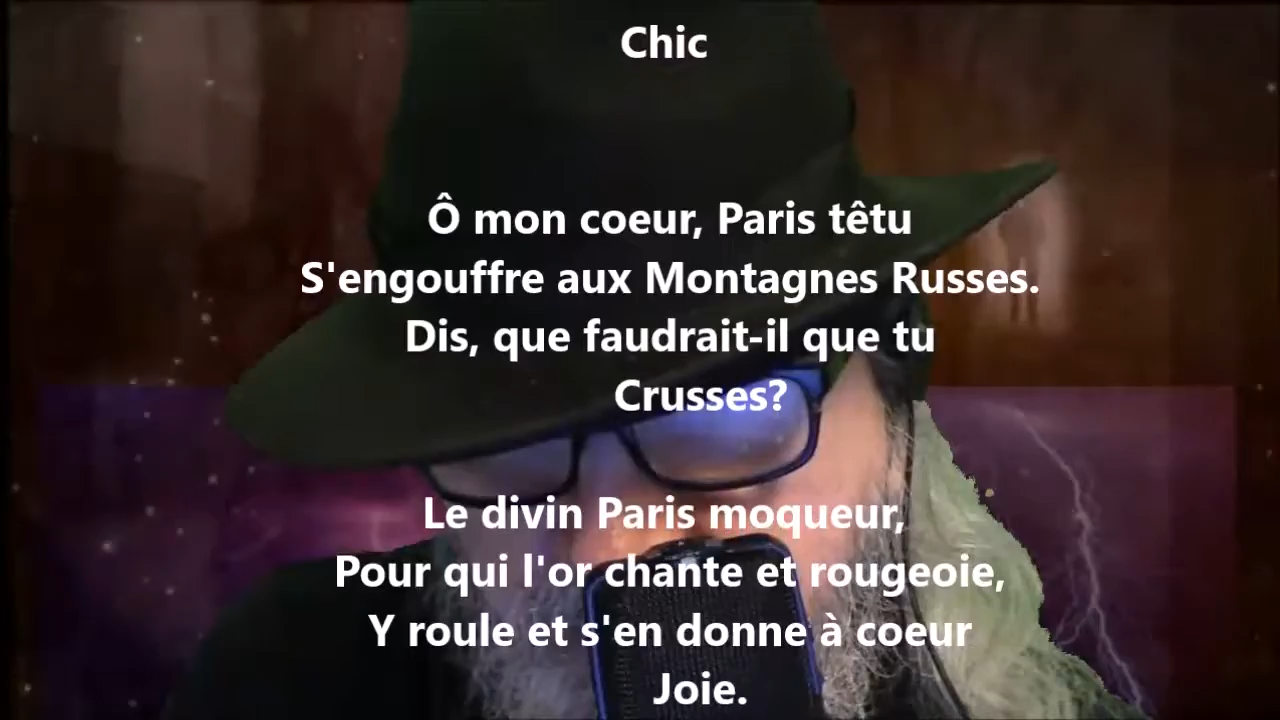 Chic
Ô mon coeur, Paris têtu
S'engouffre aux Montagnes Russes.
Dis, que faudrait-il que tu
Crusses?
Le divin Paris moqueur,
Pour qui l'or chante et rougeoie,
Y roule et s'en donne à coeur
Joie.